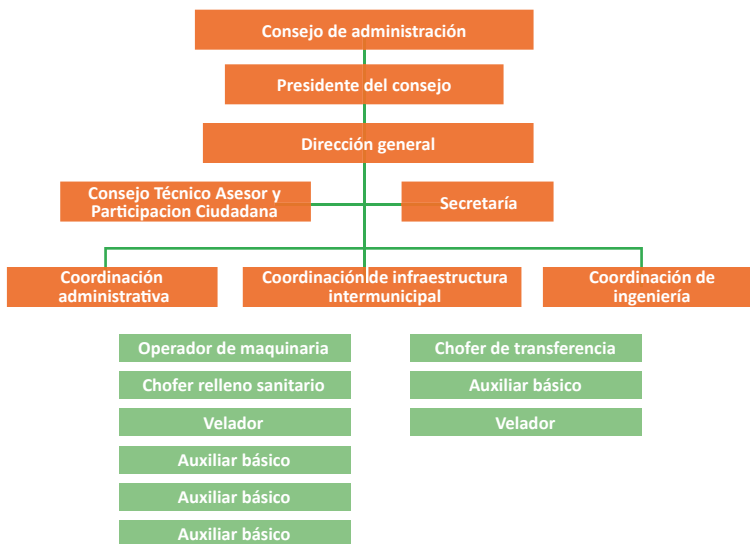 Consejo de administración
Presidente del consejo
Dirección general
Consejo Técnico Asesor y
Participacion Ciudadana
Secretaría
Coordinación
administrativa
Coordinación de infraestructura
intermunicipal
Coordinación de
ingeniería
Operador de maquinaria
Chofer relleno sanitario
Velador
Auxiliar básico
Auxiliar básico
Auxiliar básico
Chofer de transferencia
Auxiliar básico
Velador